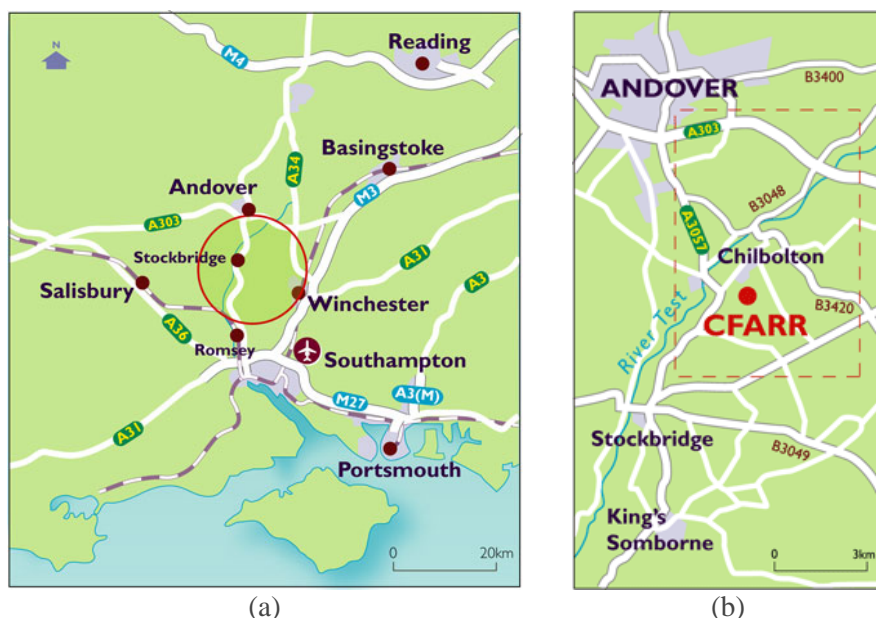 N
M4
Reading
A34
Basingstoke
M3
Andover
A303
Stockbridge
A31
A3
Salisbury
Winchester
A36
Romsey
Southampton
M27
A3(M)
A31
Portsmouth
0 20km
(a)
ANDOVER
B3400
A303
B3048
A3057
Chilbolton
CFARR
B3420
River Test
Stockbridge
B3049
King's
Somborne
0 3km
(b)